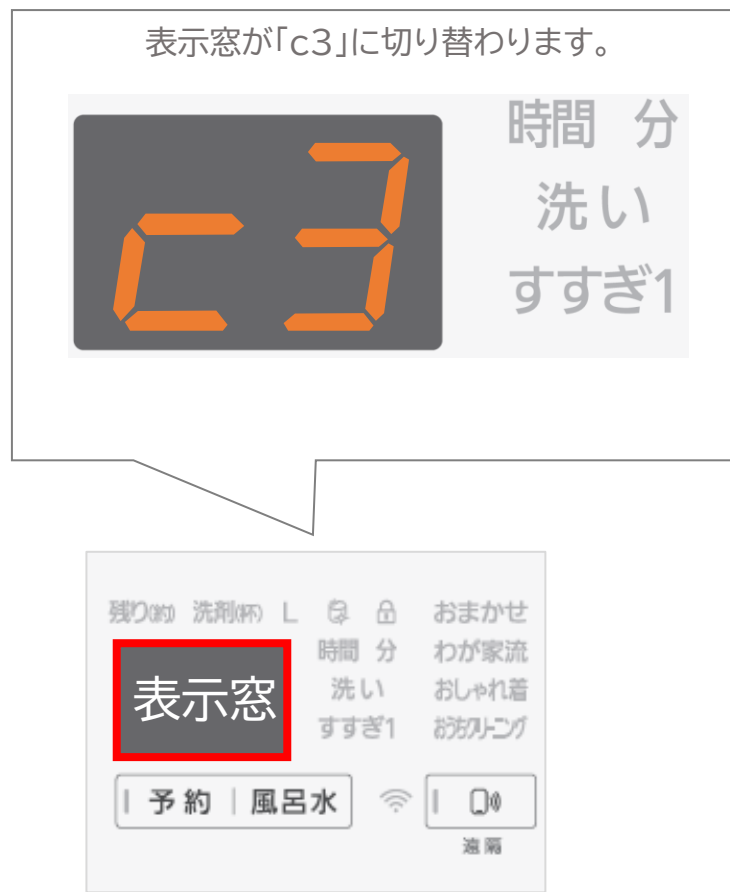 表示窓が「c3」に切り替わります。
c3
時間 分
洗い
すすぎ1
残り(約) 洗剤(杯) L
おまかせ
時間 分
わが家流
表示窓
洗い
おしゃれ着
すすぎ1
おうちクリーニング
予約 風呂水
遠隔